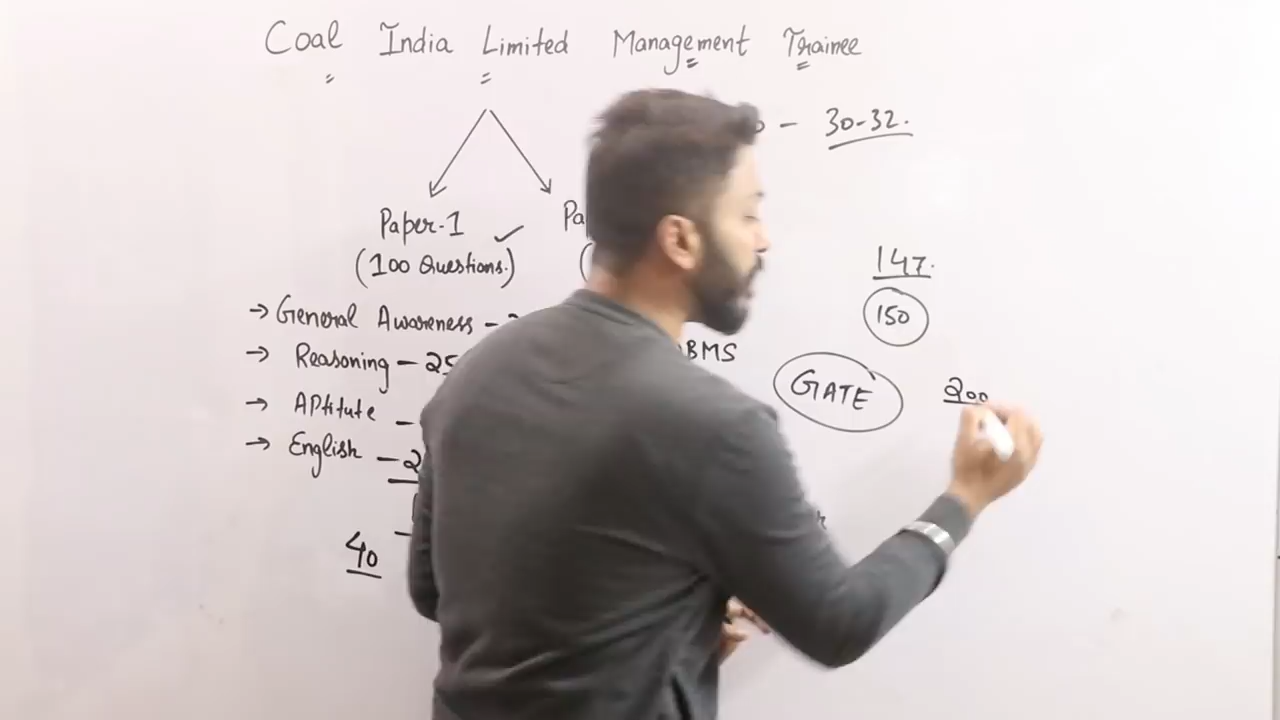 Coal India Limited Management Trainee
30-32.
Paper-1
(100 Questions.)
→ General Awareness -
→ Reasoning - 25
→ APtitute -
→ English - 2
40
BMS
147.
150
GATE
200